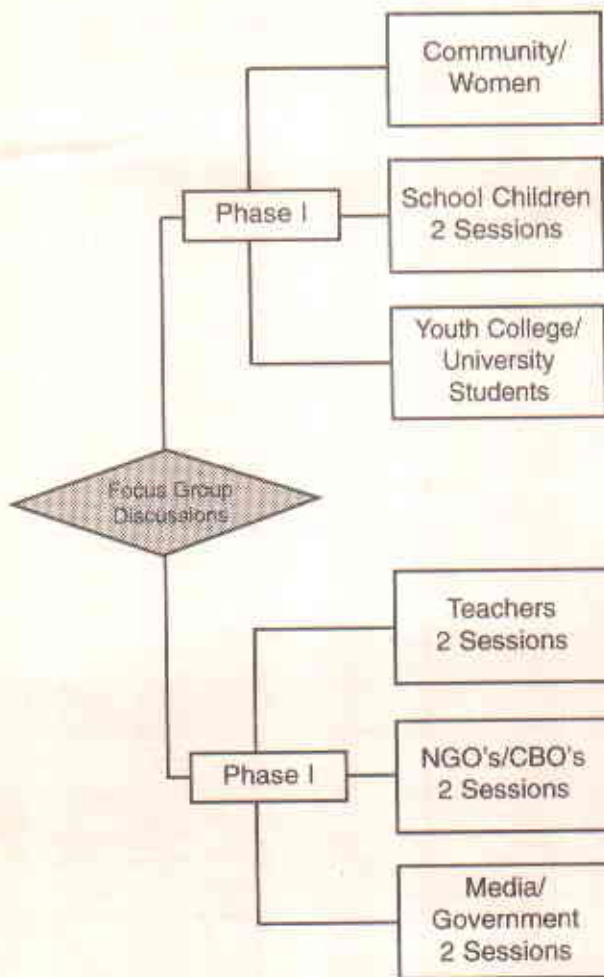 Community/
Women
Phase I
School Children
2 Sessions
Youth College/
University
Students
Focus Group
Discussions
Teachers
2 Sessions
Phase I
NGO's/CBO's
2 Sessions
Media/
Government
2 Sessions